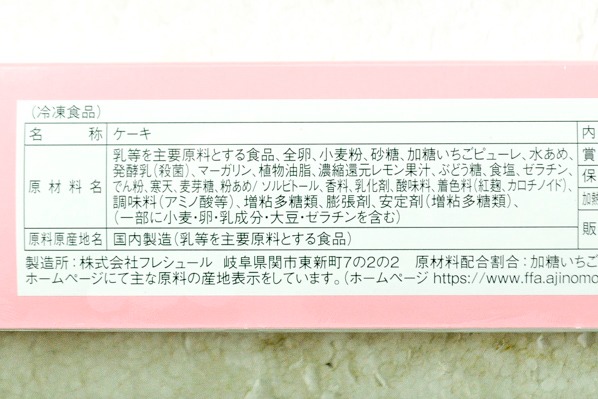 (冷凍食品)
名 称 ケーキ 内
原材料名 乳等を主要原料とする食品、全卵、小麦粉、砂糖、加糖いちごピューレ、水あめ、 賞
発酵乳(殺菌)、マーガリン、植物油脂、濃縮還元レモン果汁、ぶどう糖、食塩、ゼラチン、 保
でん粉、寒天、麦芽糖、粉あめ/ソルビトール、香料、乳化剤、酸味料、着色料(紅麹、カロチノイド)、
調味料(アミノ酸等)、増粘多糖類、膨張剤、安定剤(増粘多糖類)、 加熱
(一部に小麦・卵・乳成分・大豆・ゼラチンを含む) 販
原料原産地名 国内製造(乳等を主要原料とする食品)
製造所:株式会社フレシュール 岐阜県関市東新町7の2の2 原材料配合割合:加糖いちご
ホームページにて主な原料の産地表示をしています。(ホームページ https://www.ffa.ajinomo